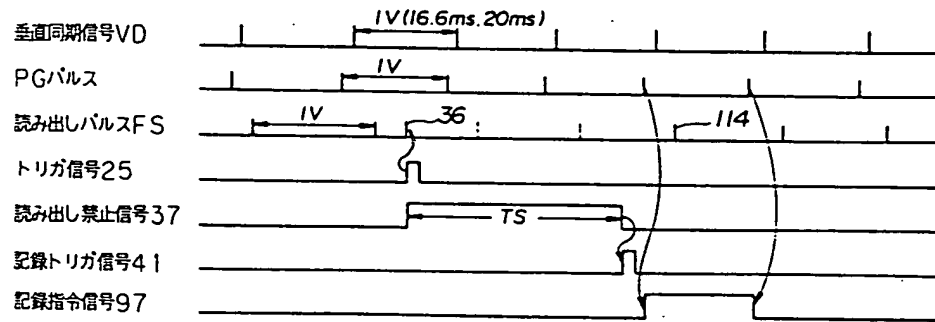 1V(16.6ms.20ms)
垂直同期信号VD
1V
PGパルス
1V
36
114
読み出しパルスFS
トリガ信号25
読み出し禁止信号37
TS
記録トリガ信号41
記録指令信号97